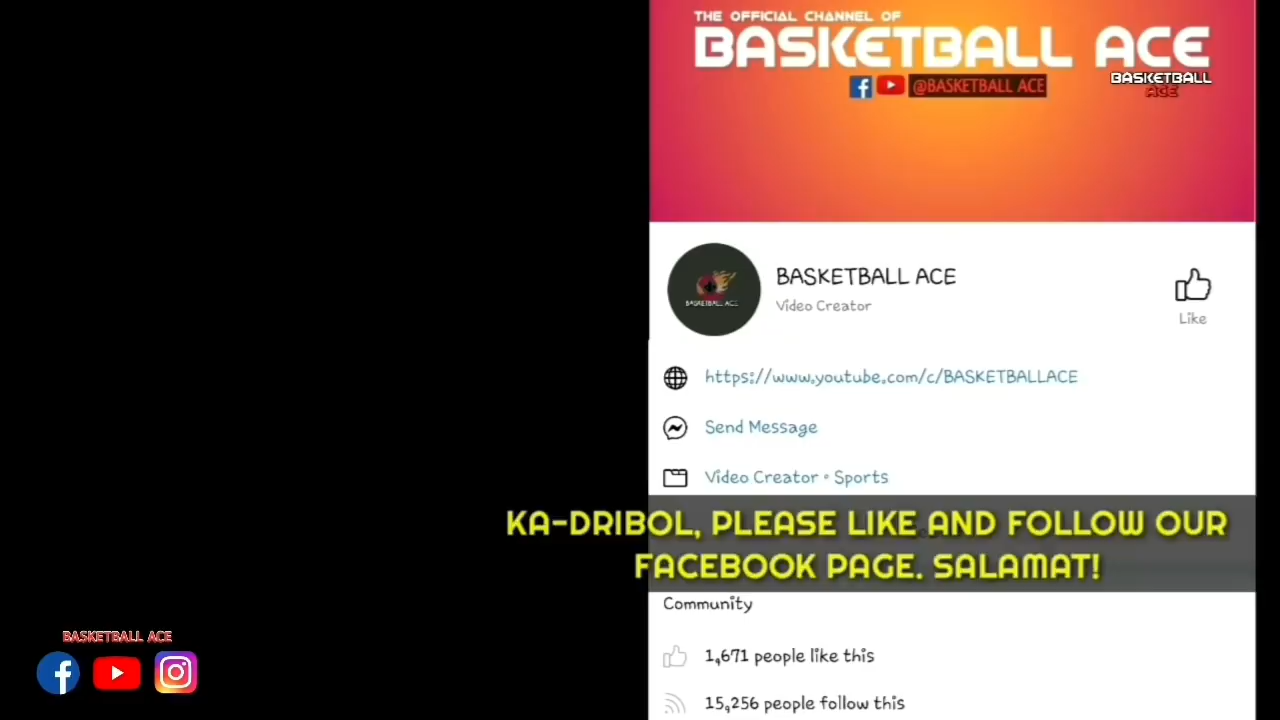 THE OFFICIAL CHANNEL OF
BASKETBALL ACE
@BASKETBALL ACE
BASKETBALL
ACE
BASKETBALL ACE
BASKETBALL ACE
Video Creator
Like
https://www.youtube.com/c/BASKETBALLACE
Send Message
Video Creator • Sports
KA-DRIBOL, PLEASE LIKE AND FOLLOW OUR
FACEBOOK PAGE. SALAMAT!
Community
1,671 people like this
15,256 people follow this
BASKETBALL ACE